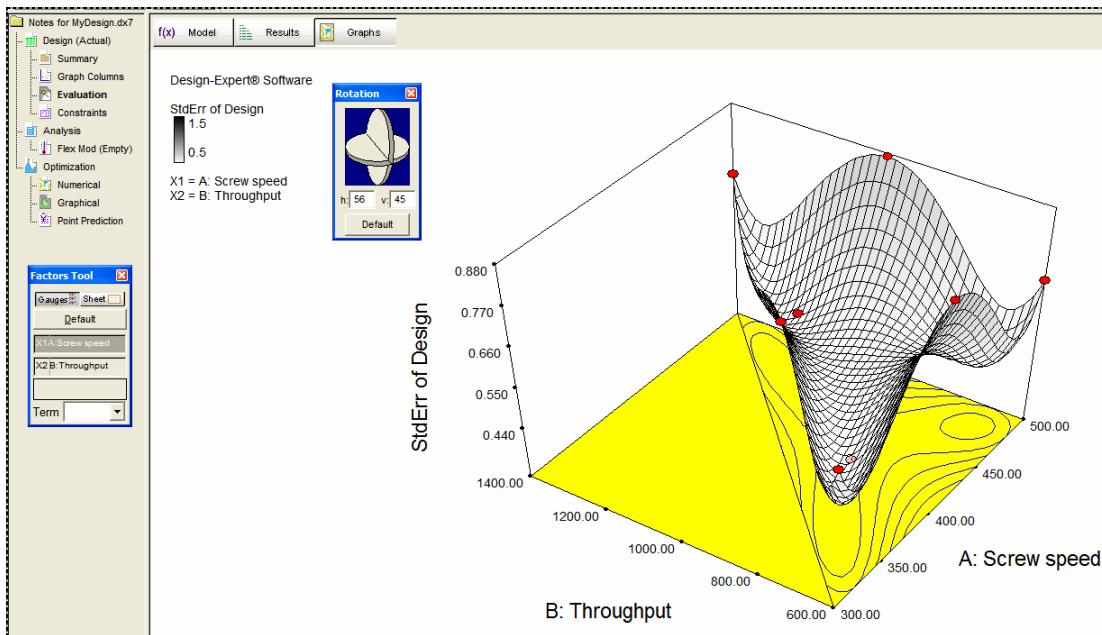 Notes for MyDesign.dx7
Design (Actual)
Summary
Graph Columns
Evaluation
Constraints
Analysis
Flex Mod (Empty)
Optimization
Numerical
Graphical
Point Prediction
f(x) Model
Results
Graphs
Design-Expert® Software
StdErr of Design
1.5
0.5
X1 = A: Screw speed
X2 = B: Throughput
Rotation
h: 56 v: 45
Default
Factors Tool
Gauges Sheet
Default
X1 A:Screw speed
X2 B:Throughput
Term
StdErr of Design
0.880
0.770
0.660
0.550
0.440
1400.00
1200.00
1000.00
800.00
600.00
B: Throughput
300.00
350.00
400.00
450.00
500.00
A: Screw speed